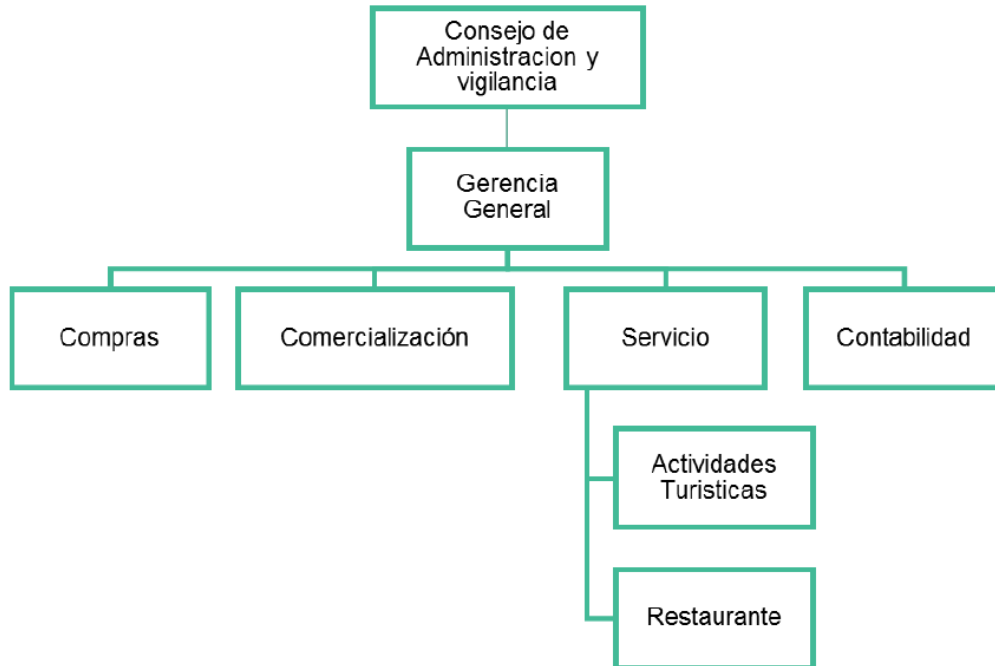 Consejo de
Administracion y
vigilancia
Gerencia
General
Compras
Comercialización
Servicio
Contabilidad
Actividades
Turisticas
Restaurante